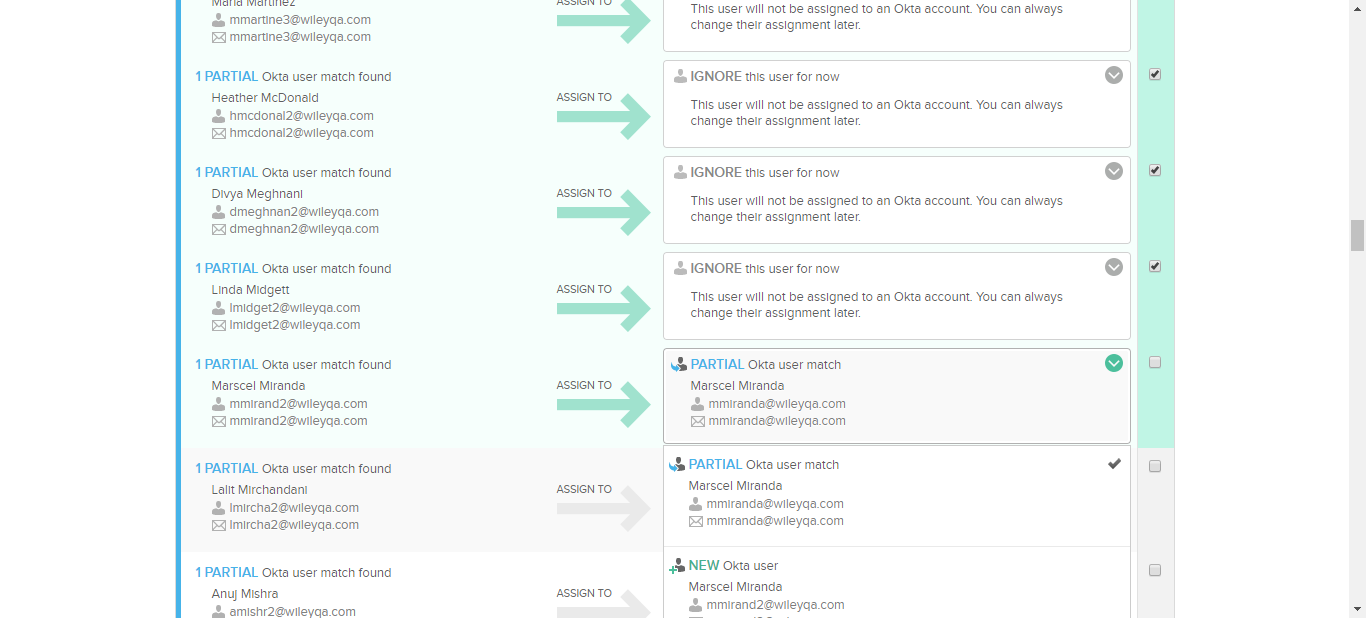 Maria Martinez
mmartine3@wileyqa.com
mmartine3@wileyqa.com
ASSIGN TO
This user will not be assigned to an Okta account. You can always
change their assignment later.
1 PARTIAL Okta user match found
Heather McDonald
hmcdonal2@wileyqa.com
hmcdonal2@wileyqa.com
ASSIGN TO
IGNORE this user for now
This user will not be assigned to an Okta account. You can always
change their assignment later.
1 PARTIAL Okta user match found
Divya Meghnani
dmeghnan2@wileyqa.com
dmeghnan2@wileyqa.com
ASSIGN TO
IGNORE this user for now
This user will not be assigned to an Okta account. You can always
change their assignment later.
1 PARTIAL Okta user match found
Linda Midgett
lmidget2@wileyqa.com
lmidget2@wileyqa.com
ASSIGN TO
IGNORE this user for now
This user will not be assigned to an Okta account. You can always
change their assignment later.
1 PARTIAL Okta user match found
Marscel Miranda
mmirand2@wileyqa.com
mmirand2@wileyqa.com
ASSIGN TO
PARTIAL Okta user match
Marscel Miranda
mmiranda@wileyqa.com
mmiranda@wileyqa.com
1 PARTIAL Okta user match found
Lalit Mirchandani
lmircha2@wileyqa.com
lmircha2@wileyqa.com
ASSIGN TO
PARTIAL Okta user match
Marscel Miranda
mmiranda@wileyqa.com
mmiranda@wileyqa.com
1 PARTIAL Okta user match found
Anuj Mishra
amishr2@wileyqa.com
ASSIGN TO
NEW Okta user
Marscel Miranda
mmirand2@wileyqa.com